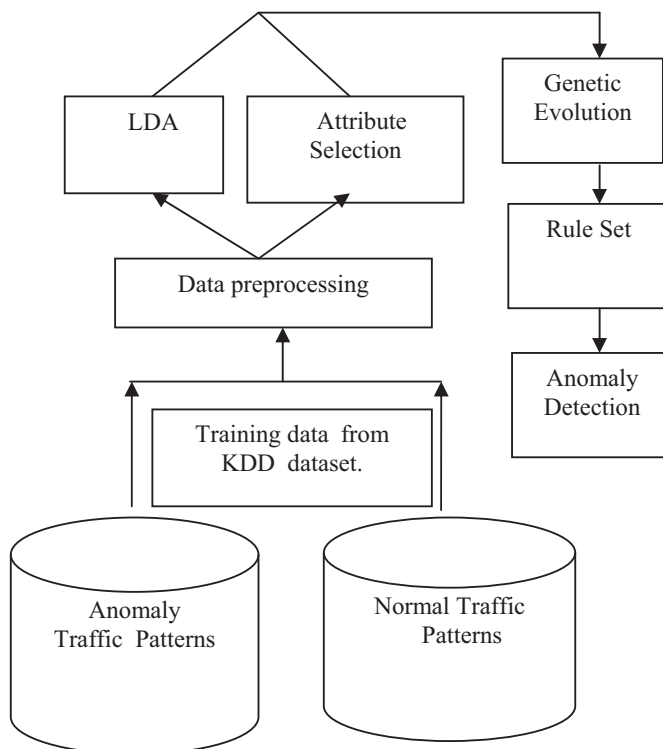 Genetic
Evolution
LDA
Attribute
Selection
Rule Set
Data preprocessing
Anomaly
Detection
Training data from
KDD dataset.
Anomaly
Traffic Patterns
Normal Traffic
Patterns